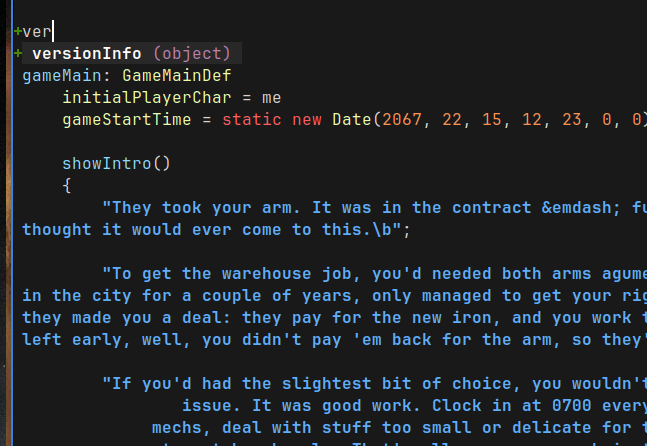 +ver
+ versionInfo (object)
gameMain: GameMainDef
initialPlayerChar = me
gameStartTime = static new Date(2067, 22, 15, 12, 23, 0, 0)
showIntro()
{
"They took your arm. It was in the contract &emdash; fu
thought it would ever come to this.\b";
"To get the warehouse job, you'd needed both arms agume
in the city for a couple of years, only managed to get your rig
they made you a deal: they pay for the new iron, and you work t
left early, well, you didn't pay 'em back for the arm, so they'
"If you'd had the slightest bit of choice, you wouldn't
issue. It was good work. Clock in at 0700 every
mechs, deal with stuff too small or delicate for t